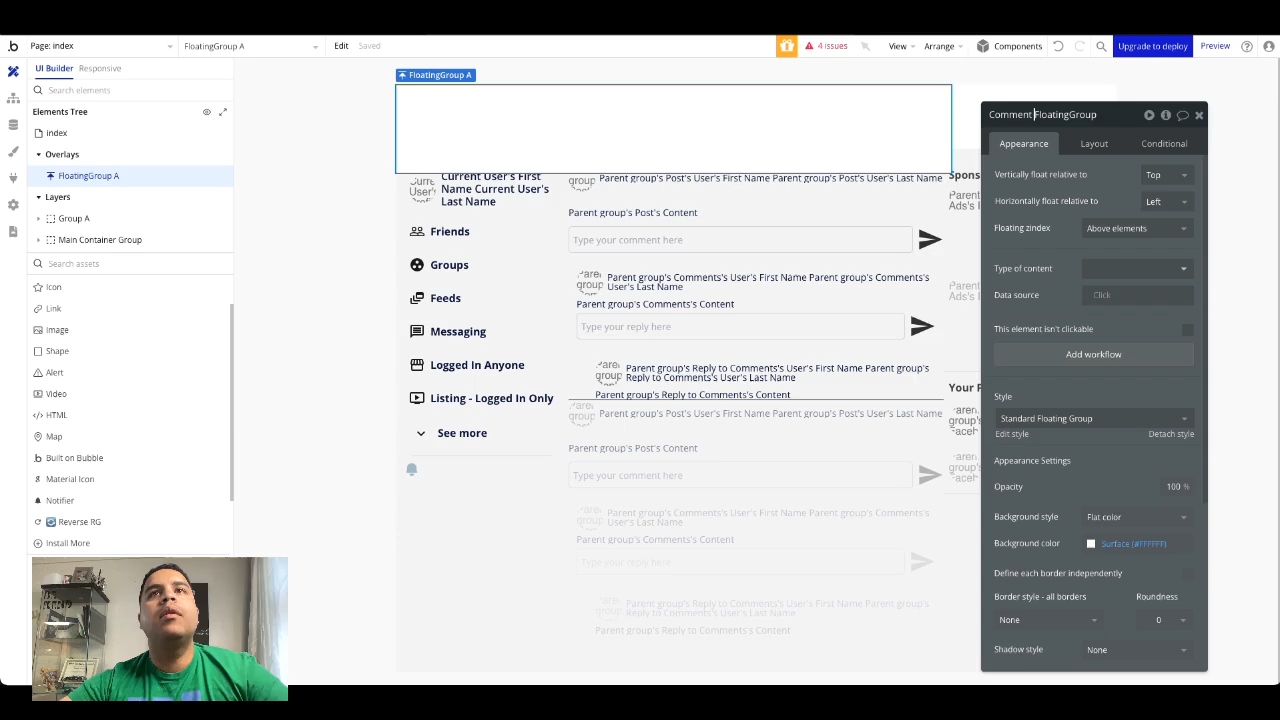 Page: index
FloatingGroup A
Edit
Saved
4 issues
View
Arrange
Components
Upgrade to deploy
Preview
UI Builder
Responsive
Search elements
Elements Tree
index
Overlays
FloatingGroup A
Layers
Group A
Main Container Group
Search assets
Icon
Link
Image
Shape
Alert
Video
HTML
Map
Built on Bubble
Material Icon
Notifier
Reverse RG
Install More
FloatingGroup A
Current User's First
Name Current User's
Last Name
Friends
Groups
Feeds
Messaging
Logged In Anyone
Listing - Logged In Only
See more
group' Parent group's Post's User's First Name Parent group's Post's User's Last Name
Parent group's Post's Content
Type your comment here
Parent group's Comments's User's First Name Parent group's Comments's
User's Last Name
Parent group's Comments's Content
Type your reply here
Parent group's Reply to Comments's User's First Name Parent group's
Reply to Comments's User's Last Name
Parent group's Reply to Comments's Content
group' Parent group's Post's User's First Name Parent group's Post's User's Last Name
Parent group's Post's Content
Type your comment here
Parent group's Comments's User's First Name Parent group's Comments's
User's Last Name
Parent group's Comments's Content
Type your reply here
Parent group's Reply to Comments's User's First Name Parent group's
Reply to Comments's User's Last Name
Parent group's Reply to Comments's Content
Spons
Your
Comment FloatingGroup
Appearance
Layout
Conditional
Vertically float relative to
Top
Horizontally float relative to
Left
Floating zindex
Above elements
Type of content
Data source
Click
This element isn't clickable
Add workflow
Style
Standard Floating Group
Edit style
Detach style
Appearance Settings
Opacity
100 %
Background style
Flat color
Background color
Surface (#FFFFFF)
Define each border independently
Border style - all borders
Roundness
None
0
Shadow style
None